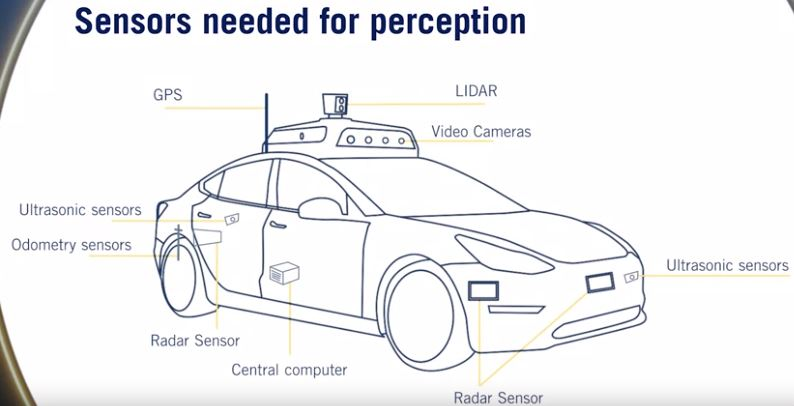 Sensors needed for perception
GPS
LIDAR
Video Cameras
Ultrasonic sensors
Odometry sensors
Ultrasonic sensors
Radar Sensor
Central computer
Radar Sensor